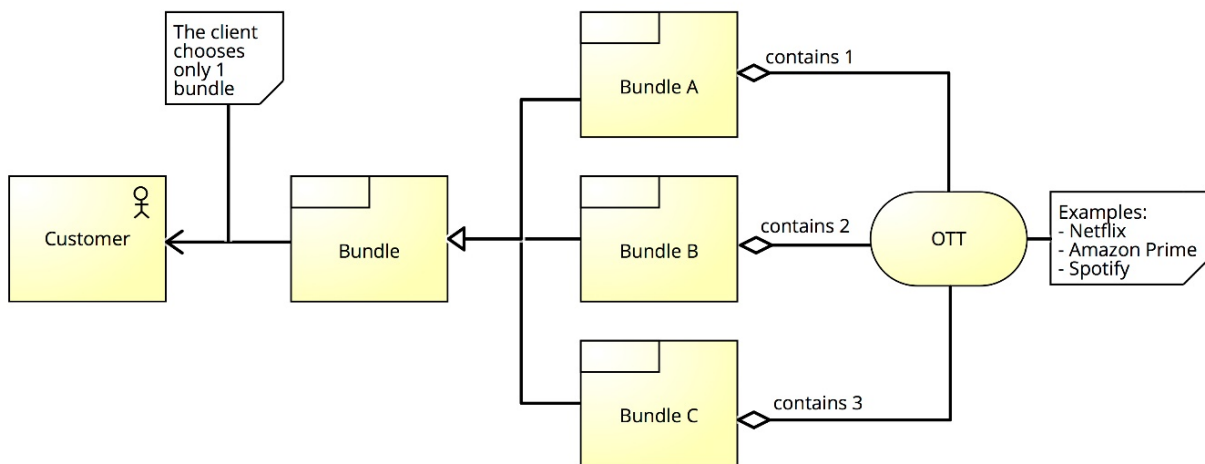 The client
chooses
only 1
bundle
Customer
Bundle
Bundle A
contains 1
Bundle B
contains 2
Bundle C
contains 3
OTT
Examples:
- Netflix
- Amazon Prime
- Spotify